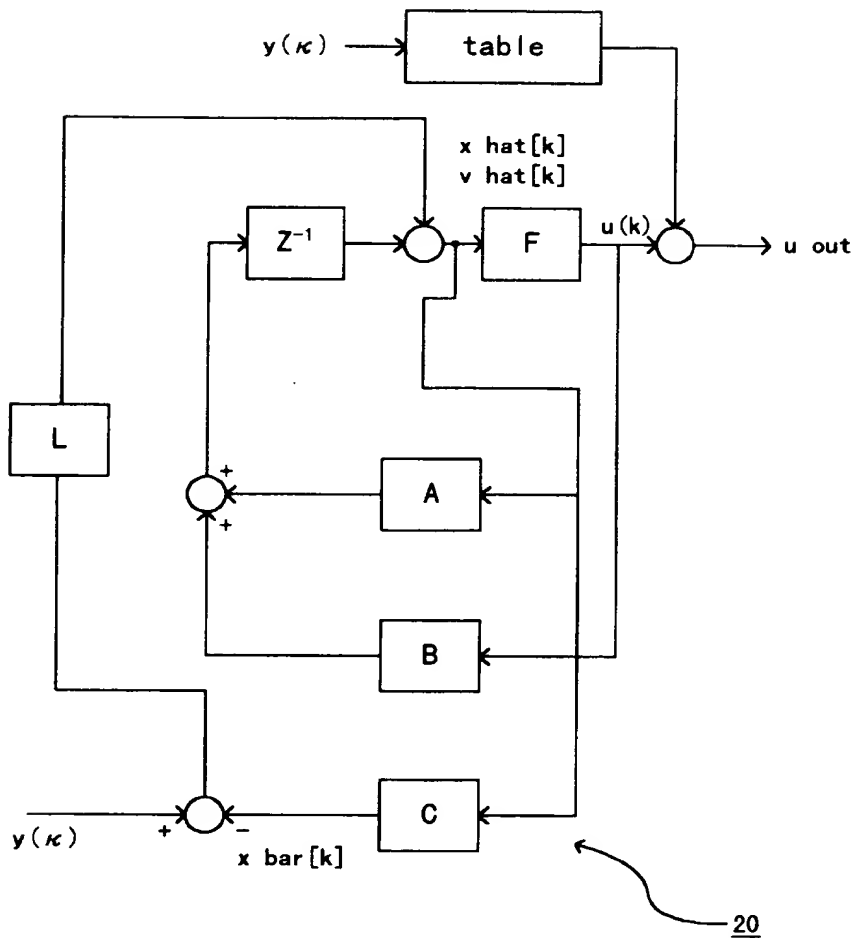 y(κ)
table
x hat[k]
v hat[k]
Z⁻¹
F
u(k)
u out
L
+
A
+
B
C
y(κ)
+
−
x bar[k]
20